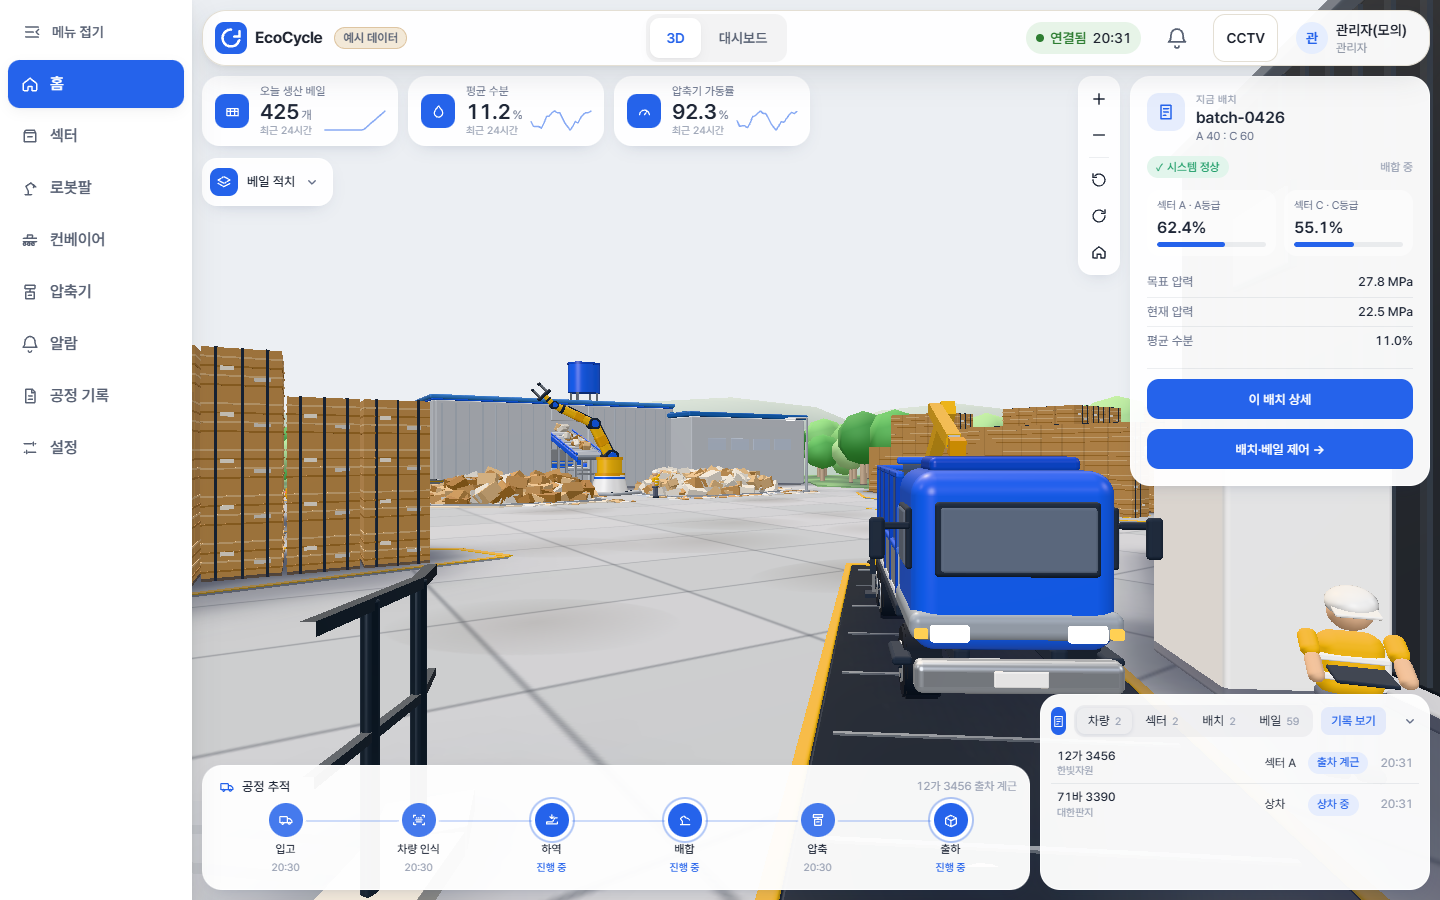 메뉴 접기
홈
섹터
로봇팔
컨베이어
압축기
알람
공정 기록
설정
EcoCycle
예시 데이터
3D
대시보드
연결됨 20:31
CCTV
관
관리자(모의)
관리자
오늘 생산 베일
425개
최근 24시간
평균 수분
11.2%
최근 24시간
압축기 가동률
92.3%
최근 24시간
베일 적치
지금 배치
batch-0426
A 40 : C 60
✓ 시스템 정상
배합 중
섹터 A · A등급
62.4%
섹터 C · C등급
55.1%
목표 압력 27.8 MPa
현재 압력 22.5 MPa
평균 수분 11.0%
이 배치 상세
배치·베일 제어 →
공정 추적
12가 3456 출차 계근
입고
20:30
차량 인식
20:30
하역
진행 중
배합
진행 중
압축
20:30
출하
진행 중
차량 2 섹터 2 배치 2 베일 59 기록 보기
12가 3456
한빛자원
섹터 A 출차 계근 20:31
71바 3390
대한판지
상차 상차 중 20:31